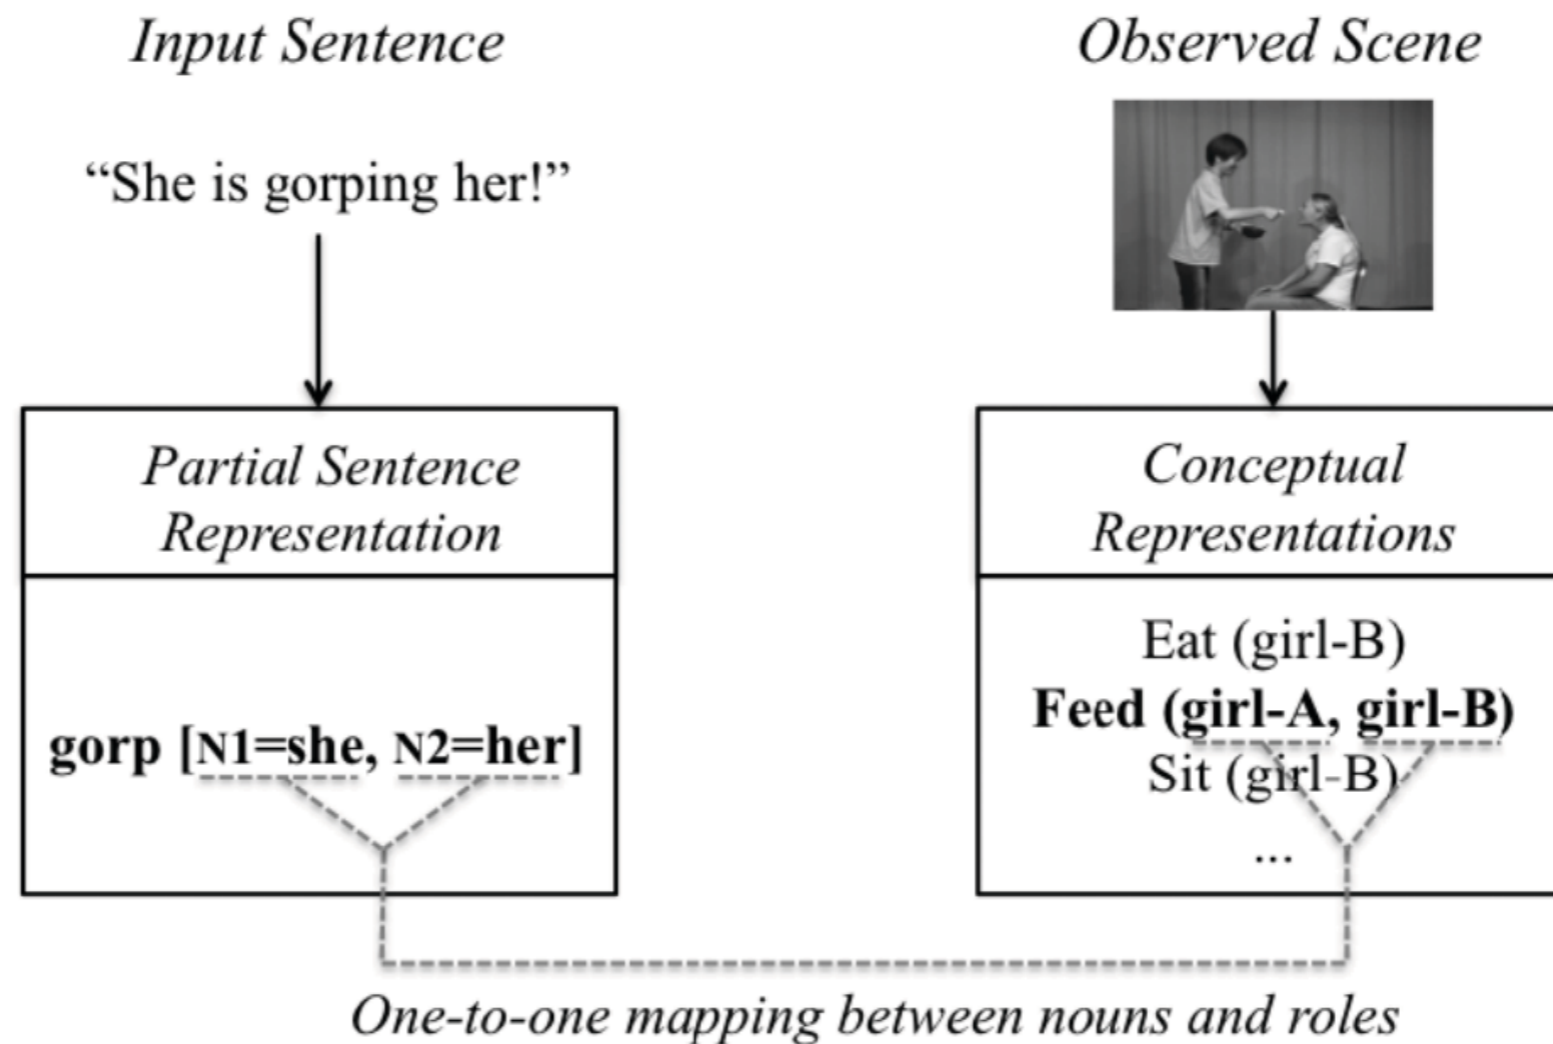 Input Sentence
“She is gorping her!”
Partial Sentence
Representation
gorp [N1=she, N2=her]
Observed Scene
Conceptual
Representations
Eat (girl-B)
Feed (girl-A, girl-B)
Sit (girl-B)
...
One-to-one mapping between nouns and roles